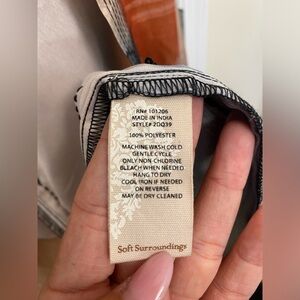 RN# 101206
MADE IN INDIA
STYLE# 2DQ39
100% POLYESTER
MACHINE WASH COLD
GENTLE CYCLE
ONLY NON CHLORINE
BLEACH WHEN NEEDED
HANG TO DRY
COOL IRON IF NEEDED
ON REVERSE
MAY BE DRY CLEANED
Soft Surroundings